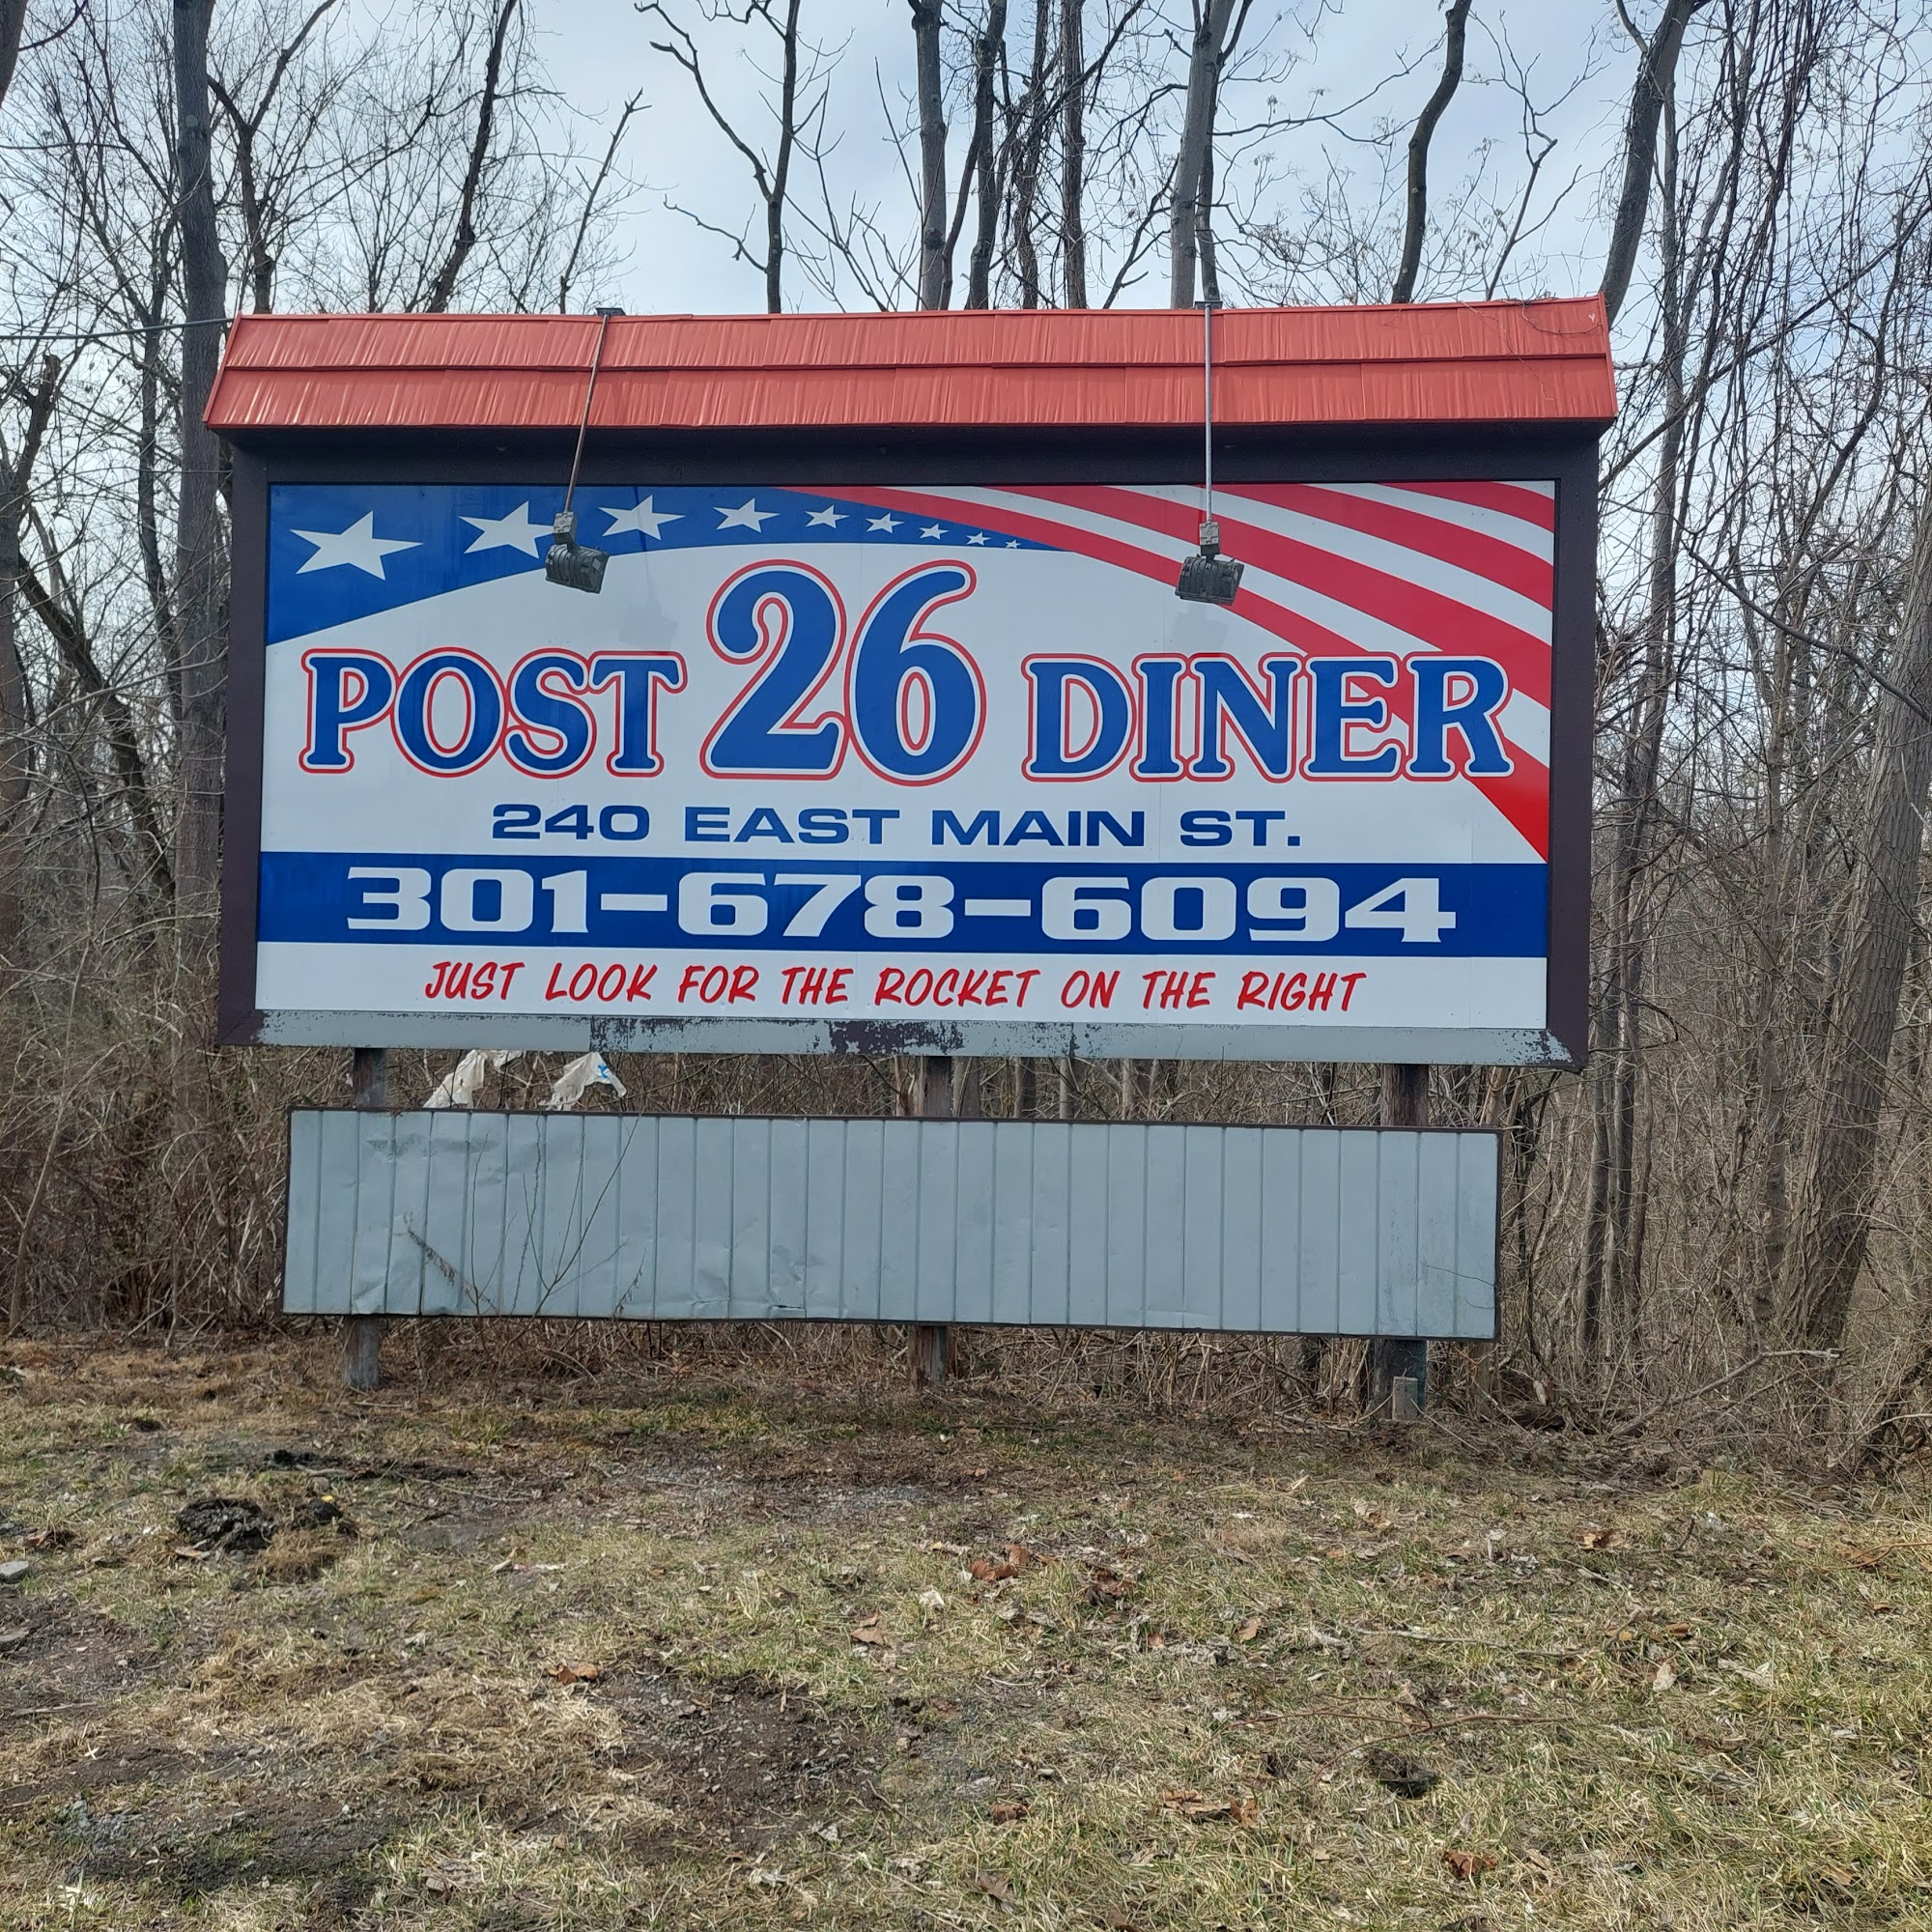 POST 26 DINER
240 EAST MAIN ST.
301-678-6094
JUST LOOK FOR THE ROCKET ON THE RIGHT